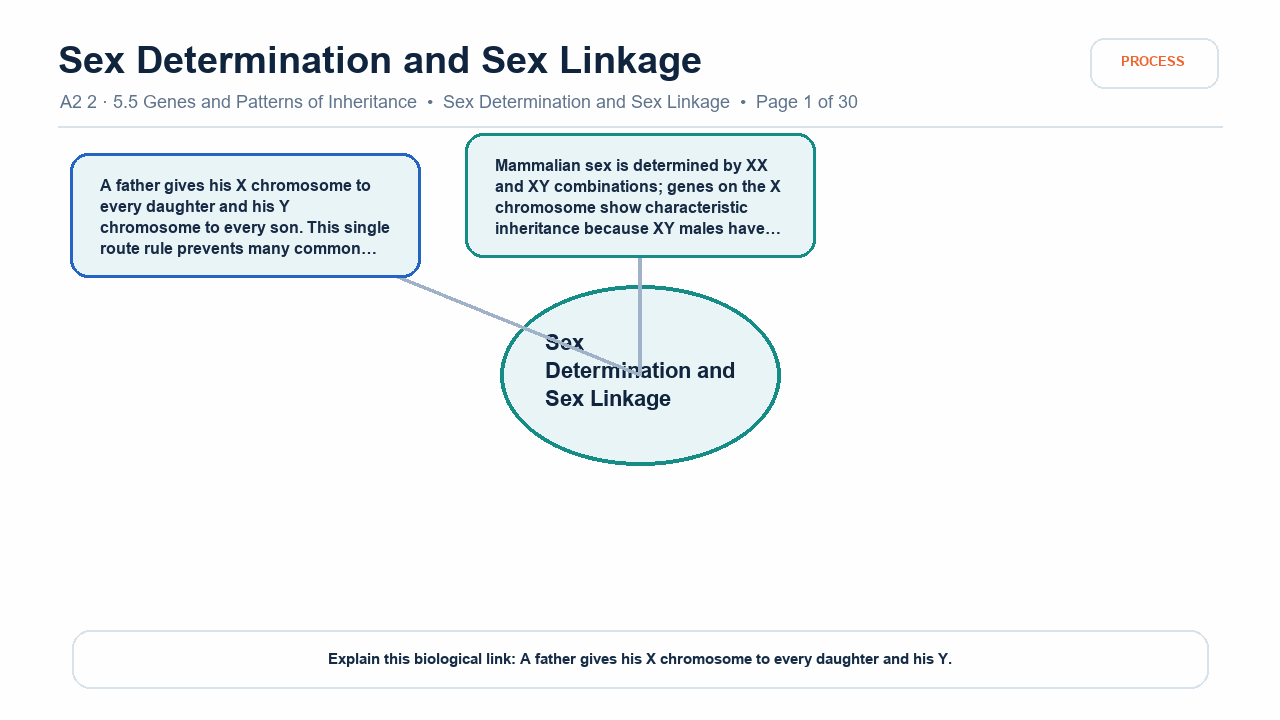 Sex Determination and Sex Linkage
PROCESS
A2 2 · 5.5 Genes and Patterns of Inheritance • Sex Determination and Sex Linkage • Page 1 of 30
A father gives his X chromosome to
every daughter and his Y
chromosome to every son. This single
route rule prevents many common…
Mammalian sex is determined by XX
and XY combinations; genes on the X
chromosome show characteristic
inheritance because XY males have…
Sex
Determination and
Sex Linkage
Explain this biological link: A father gives his X chromosome to every daughter and his Y.